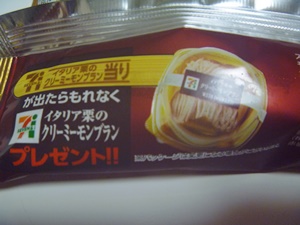 イタリア栗の
クリーミーモンブラン 当り
が出たらもれなく
イタリア栗の
クリーミーモンブラン
プレゼント!!